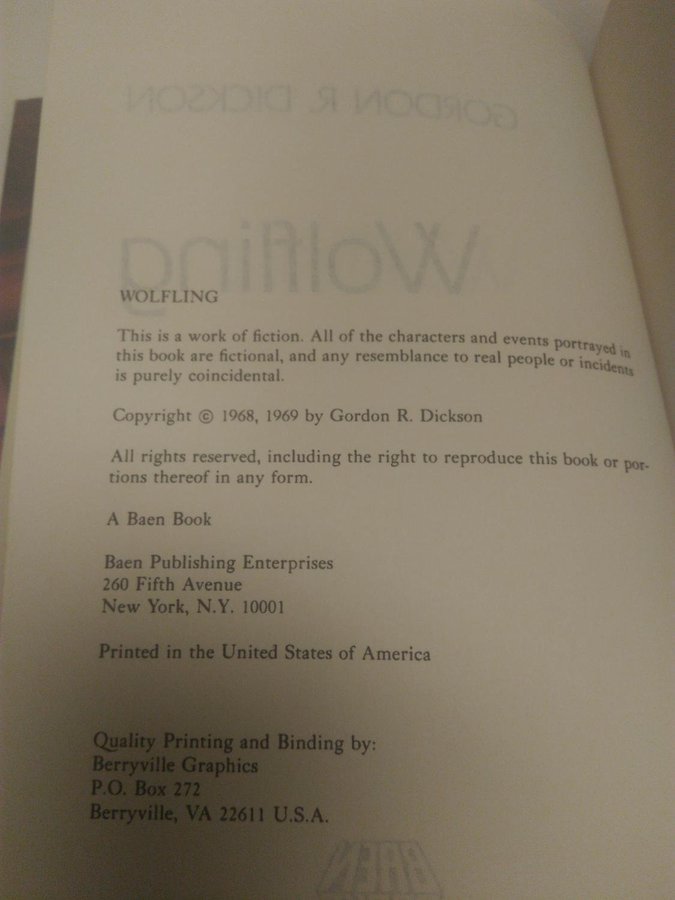 GORDON R. DICKSON
Wolfling
WOLFLING
This is a work of fiction. All of the characters and events portrayed in
this book are fictional, and any resemblance to real people or incidents
is purely coincidental.
Copyright © 1968, 1969 by Gordon R. Dickson
All rights reserved, including the right to reproduce this book or por-
tions thereof in any form.
A Baen Book
Baen Publishing Enterprises
260 Fifth Avenue
New York, N.Y. 10001
Printed in the United States of America
Quality Printing and Binding by:
Berryville Graphics
P.O. Box 272
Berryville, VA 22611 U.S.A.
BAEN